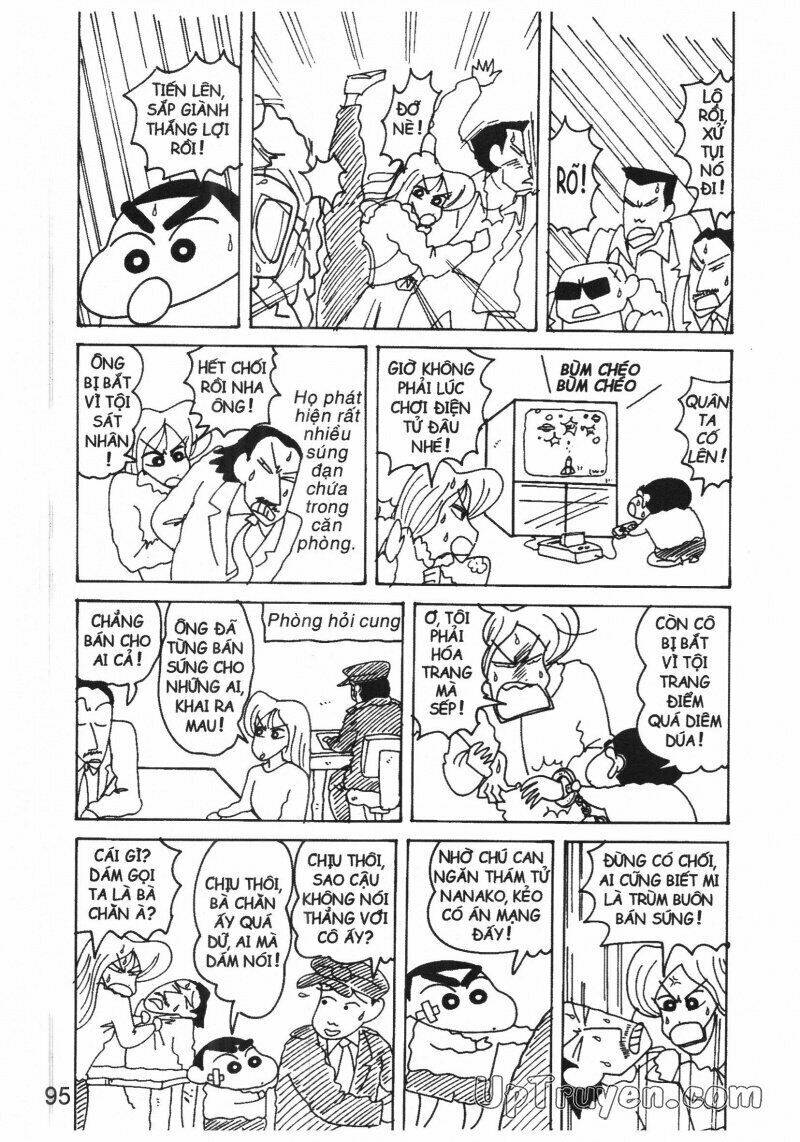 TIẾN LÊN,
SẮP GIÀNH
THẮNG LỢI
RỒI!
ĐỠ
NÈ!
LỘ
RỒI,
XỬ
TỤI
NÓ
ĐI!
RÕ!
ÔNG
BỊ BẮT
VÌ TỘI
SÁT
NHÂN!
HẾT CHỐI
RỒI NHA
ÔNG!
Họ phát
hiện rất
nhiều
súng
đạn
chứa
trong
căn
phòng.
GIỜ KHÔNG
PHẢI LÚC
CHƠI ĐIỆN
TỬ ĐÂU
NHÉ!
BÙM CHÉO
BÙM CHÉO
QUÂN
TA
CỐ
LÊN!
CHẲNG
BÁN CHO
AI CẢ!
ÔNG ĐÃ
TỪNG BÁN
SÚNG CHO
NHỮNG AI,
KHAI RA
MAU!
Phòng hỏi cung
Ơ, TÔI
PHẢI
HÓA
TRANG
MÀ
SẾP!
CÒN CÔ
BỊ BẮT
VÌ TỘI
TRANG
ĐIỂM
QUÁ DIÊM
DÚA!
CÁI GÌ?
DÁM GỌI
TA LÀ BÀ
CHẰN À?
CHỊU THÔI,
BÀ CHẰN
ẤY QUÁ
DỮ, AI MÀ
DÁM NÓI!
CHỊU THÔI,
SAO CẬU
KHÔNG NÓI
THẲNG VỚI
CÔ ẤY?
NHỜ CHÚ CAN
NGĂN THÁM TỬ
NANAKO, KẺO
CÓ ÁN MẠNG
ĐẤY!
ĐỪNG CÓ CHỐI,
AI CŨNG BIẾT MI
LÀ TRÙM BUÔN
BÁN SÚNG!
95
UpTruyen.com